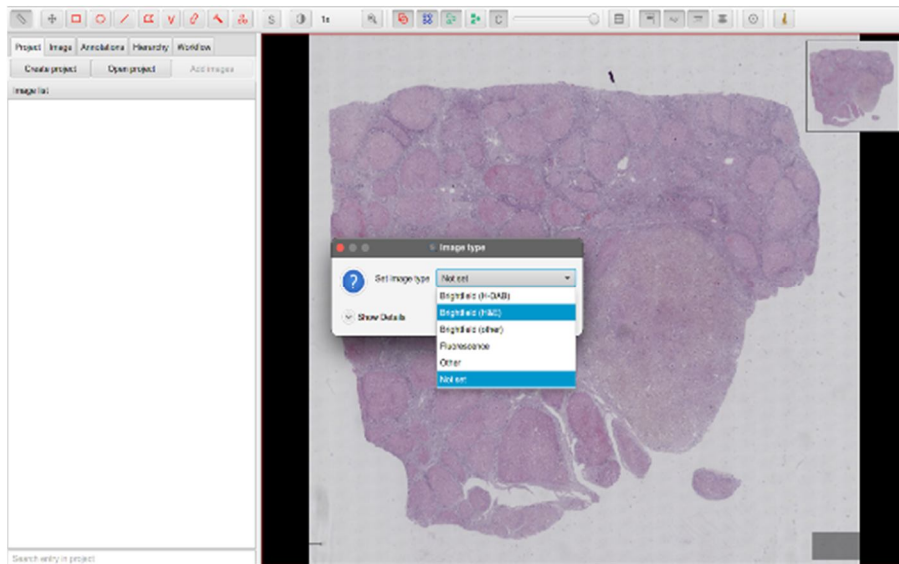 S
1x
C
Project Image Annotations Hierarchy Workflow
Create project Open project Add images
Image list
Image type
?
Set image type Not set
Brightfield (H-DAB)
Brightfield (H&E)
Show Details
Brightfield (other)
Fluorescence
Other
Not set
Search entry in project